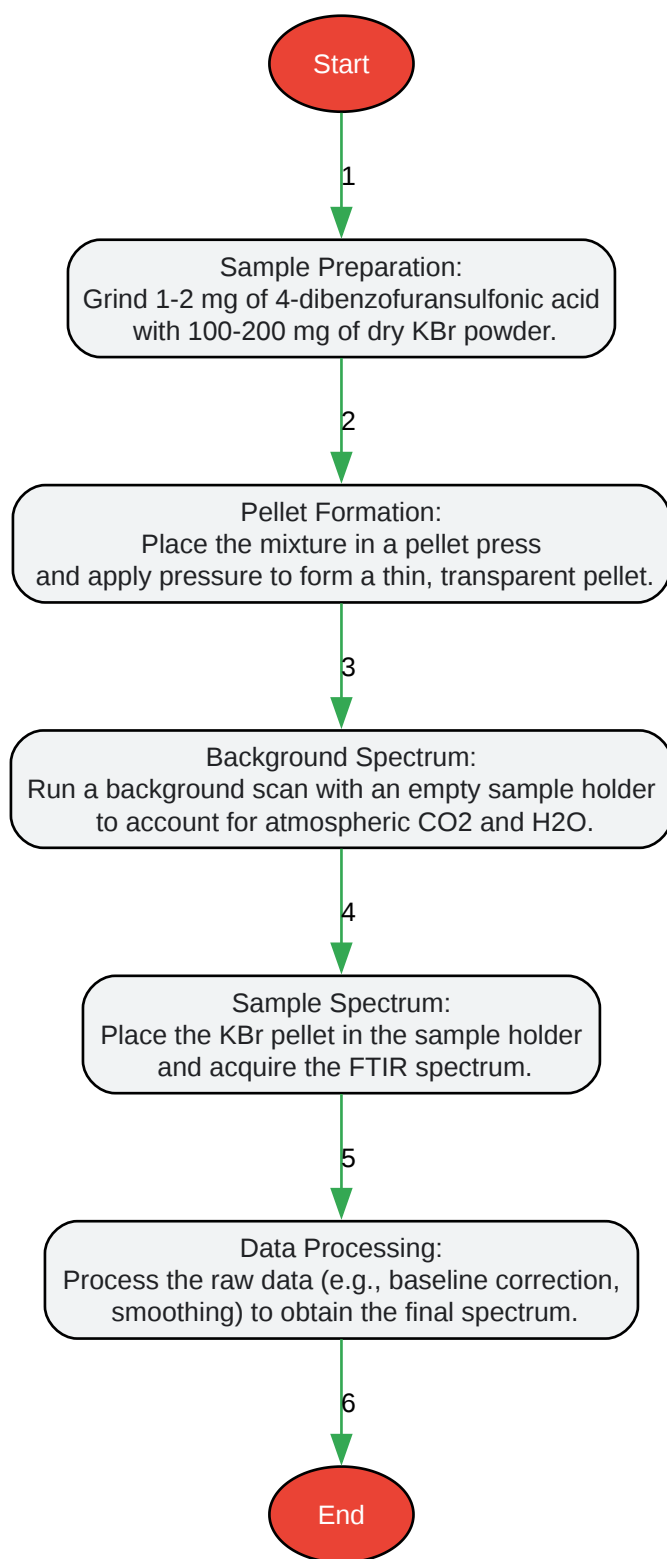 Start
1
Sample Preparation:
Grind 1-2 mg of 4-dibenzofuransulfonic acid
with 100-200 mg of dry KBr powder.
2
Pellet Formation:
Place the mixture in a pellet press
and apply pressure to form a thin, transparent pellet.
3
Background Spectrum:
Run a background scan with an empty sample holder
to account for atmospheric CO2 and H2O.
4
Sample Spectrum:
Place the KBr pellet in the sample holder
and acquire the FTIR spectrum.
5
Data Processing:
Process the raw data (e.g., baseline correction,
smoothing) to obtain the final spectrum.
6
End